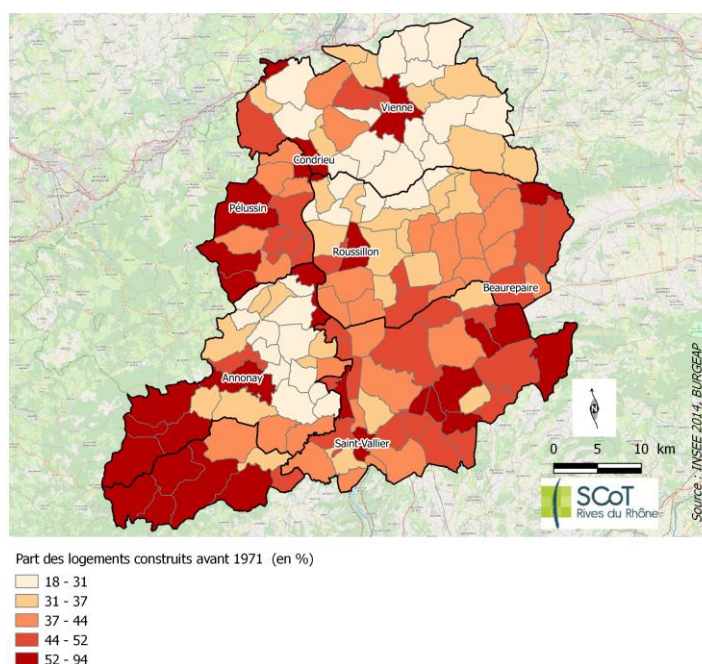 Vienne
Condrieu
Pélussin
Roussillon
Beaurepaire
Annonay
Saint-Vallier
N
0 5 10 km
SCoT
Rives du Rhône
Source : INSEE 2014, BURGEAP
Part des logements construits avant 1971 (en %)
18 - 31
31 - 37
37 - 44
44 - 52
52 - 94